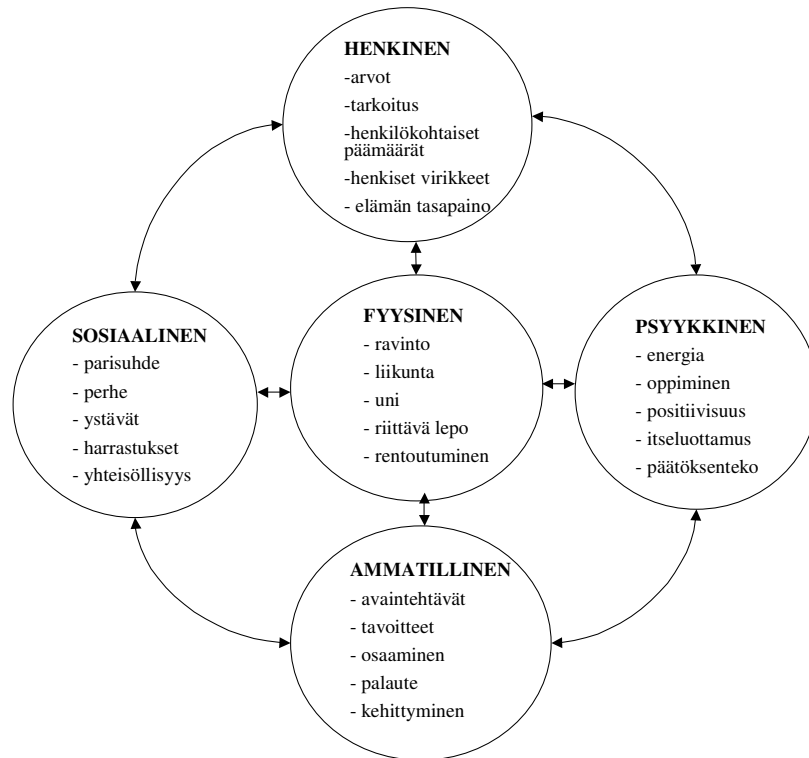 HENKINEN
-arvot
-tarkoitus
-henkilökohtaiset
päämäärät
-henkiset virikkeet
- elämän tasapaino
SOSIAALINEN
- parisuhde
- perhe
- ystävät
- harrastukset
- yhteisöllisyys
FYYSINEN
- ravinto
- liikunta
- uni
- riittävä lepo
- rentoutuminen
PSYYKKINEN
- energia
- oppiminen
- positiivisuus
- itseluottamus
- päätöksenteko
AMMATILLINEN
- avaintehtävät
- tavoitteet
- osaaminen
- palaute
- kehittyminen